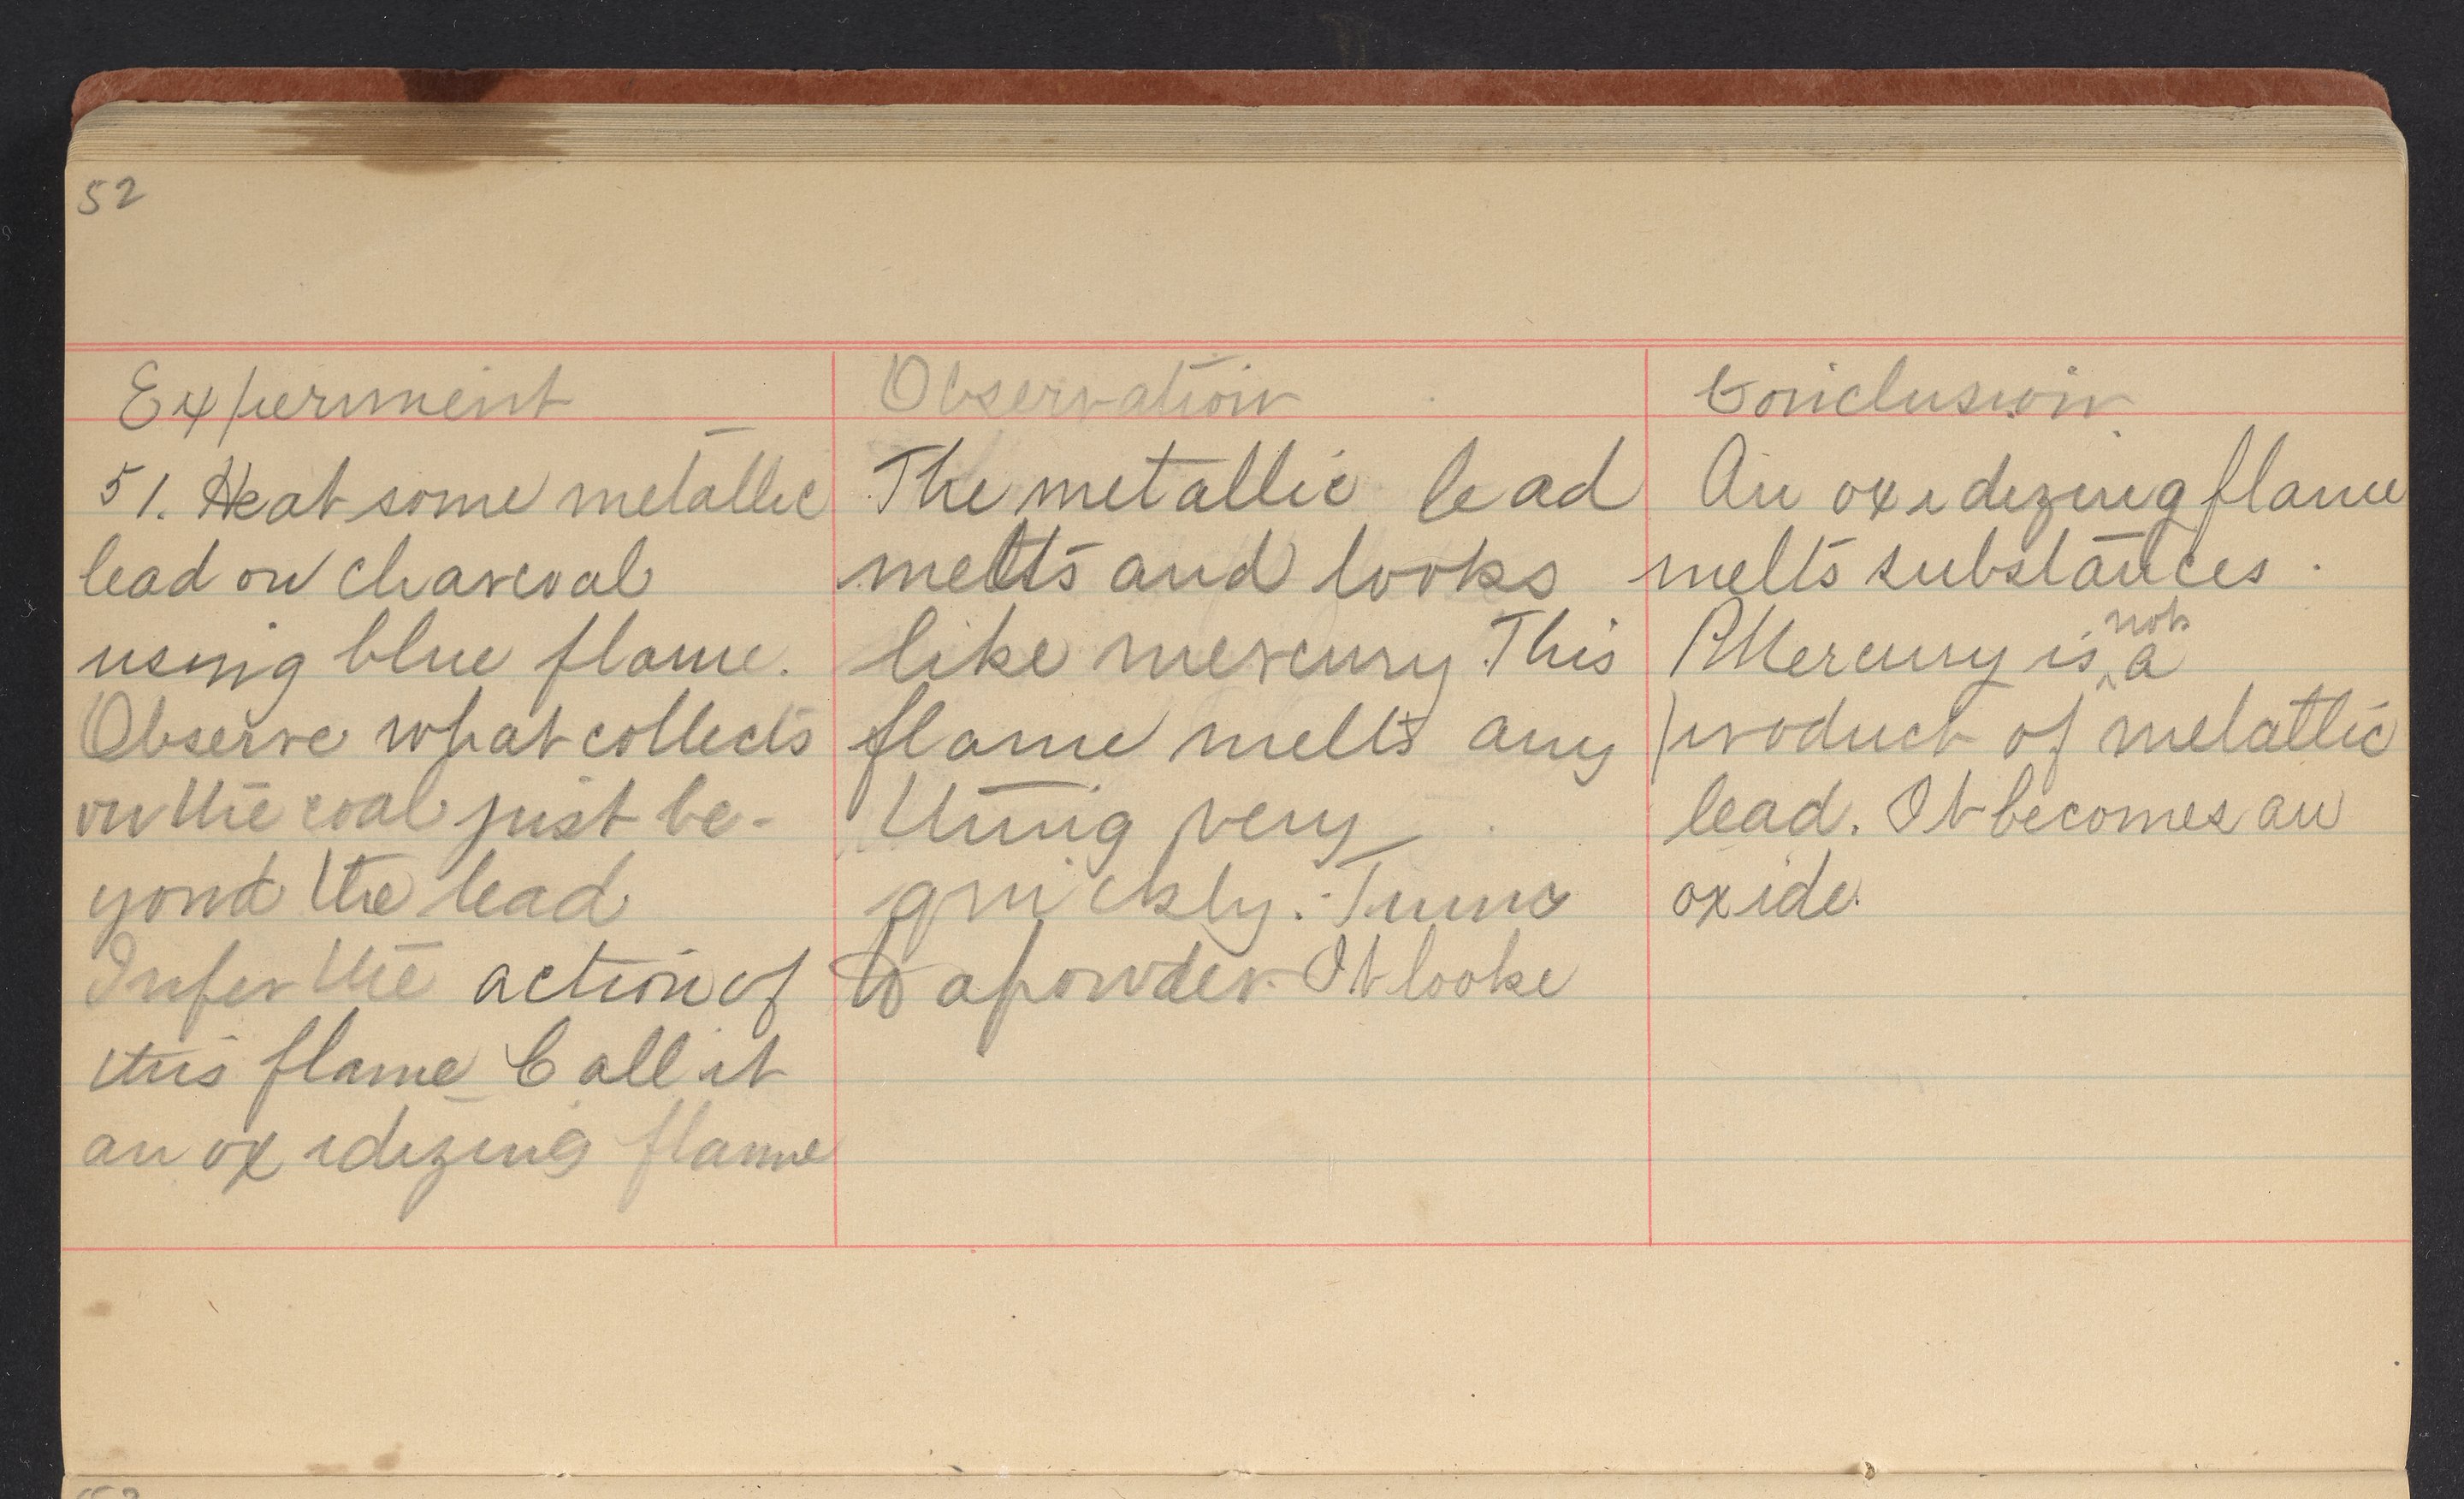 52
Experiment
51. Heat some metallic
lead on charcoal
using blue flame.
Observe what collects
on the coal just be-
yond the lead
Infer the action of
this flame Call it
an oxidizing flame
Observation
The metallic lead
melts and looks
like mercury This
flame melts any
thing very
quickly. Turns
to a powder. It looks
Conclusion
An oxidizing flame
melts substances.
Mercury is not a
product of metallic
lead. It becomes an
oxide.